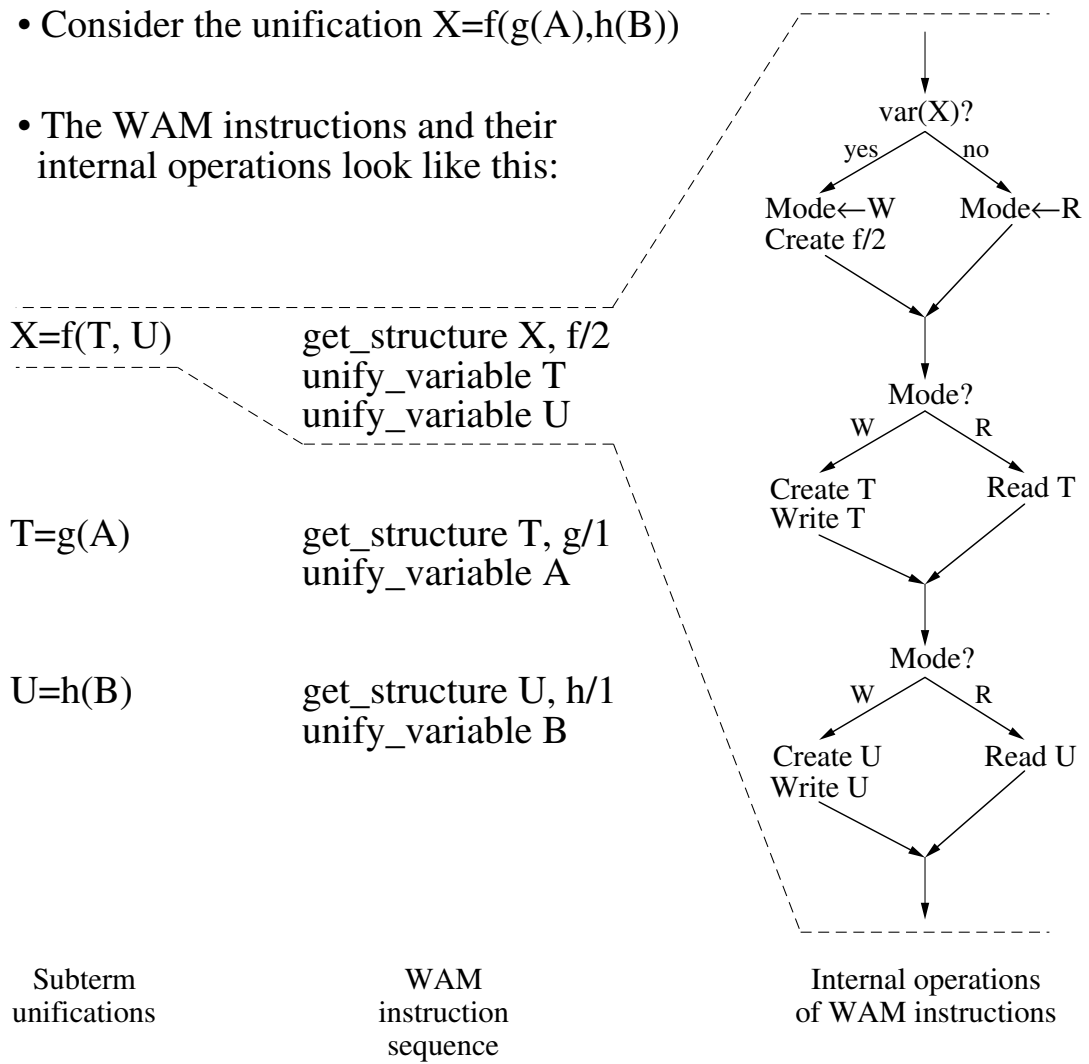 • Consider the unification X=f(g(A),h(B))
• The WAM instructions and their
internal operations look like this:
X=f(T, U)
T=g(A)
U=h(B)
Subterm
unifications
get_structure X, f/2
unify_variable T
unify_variable U
get_structure T, g/1
unify_variable A
get_structure U, h/1
unify_variable B
WAM
instruction
sequence
var(X)?
yes
no
Mode←W
Create f/2
Mode←R
Mode?
W
R
Create T
Write T
Read T
Mode?
W
R
Create U
Write U
Read U
Internal operations
of WAM instructions